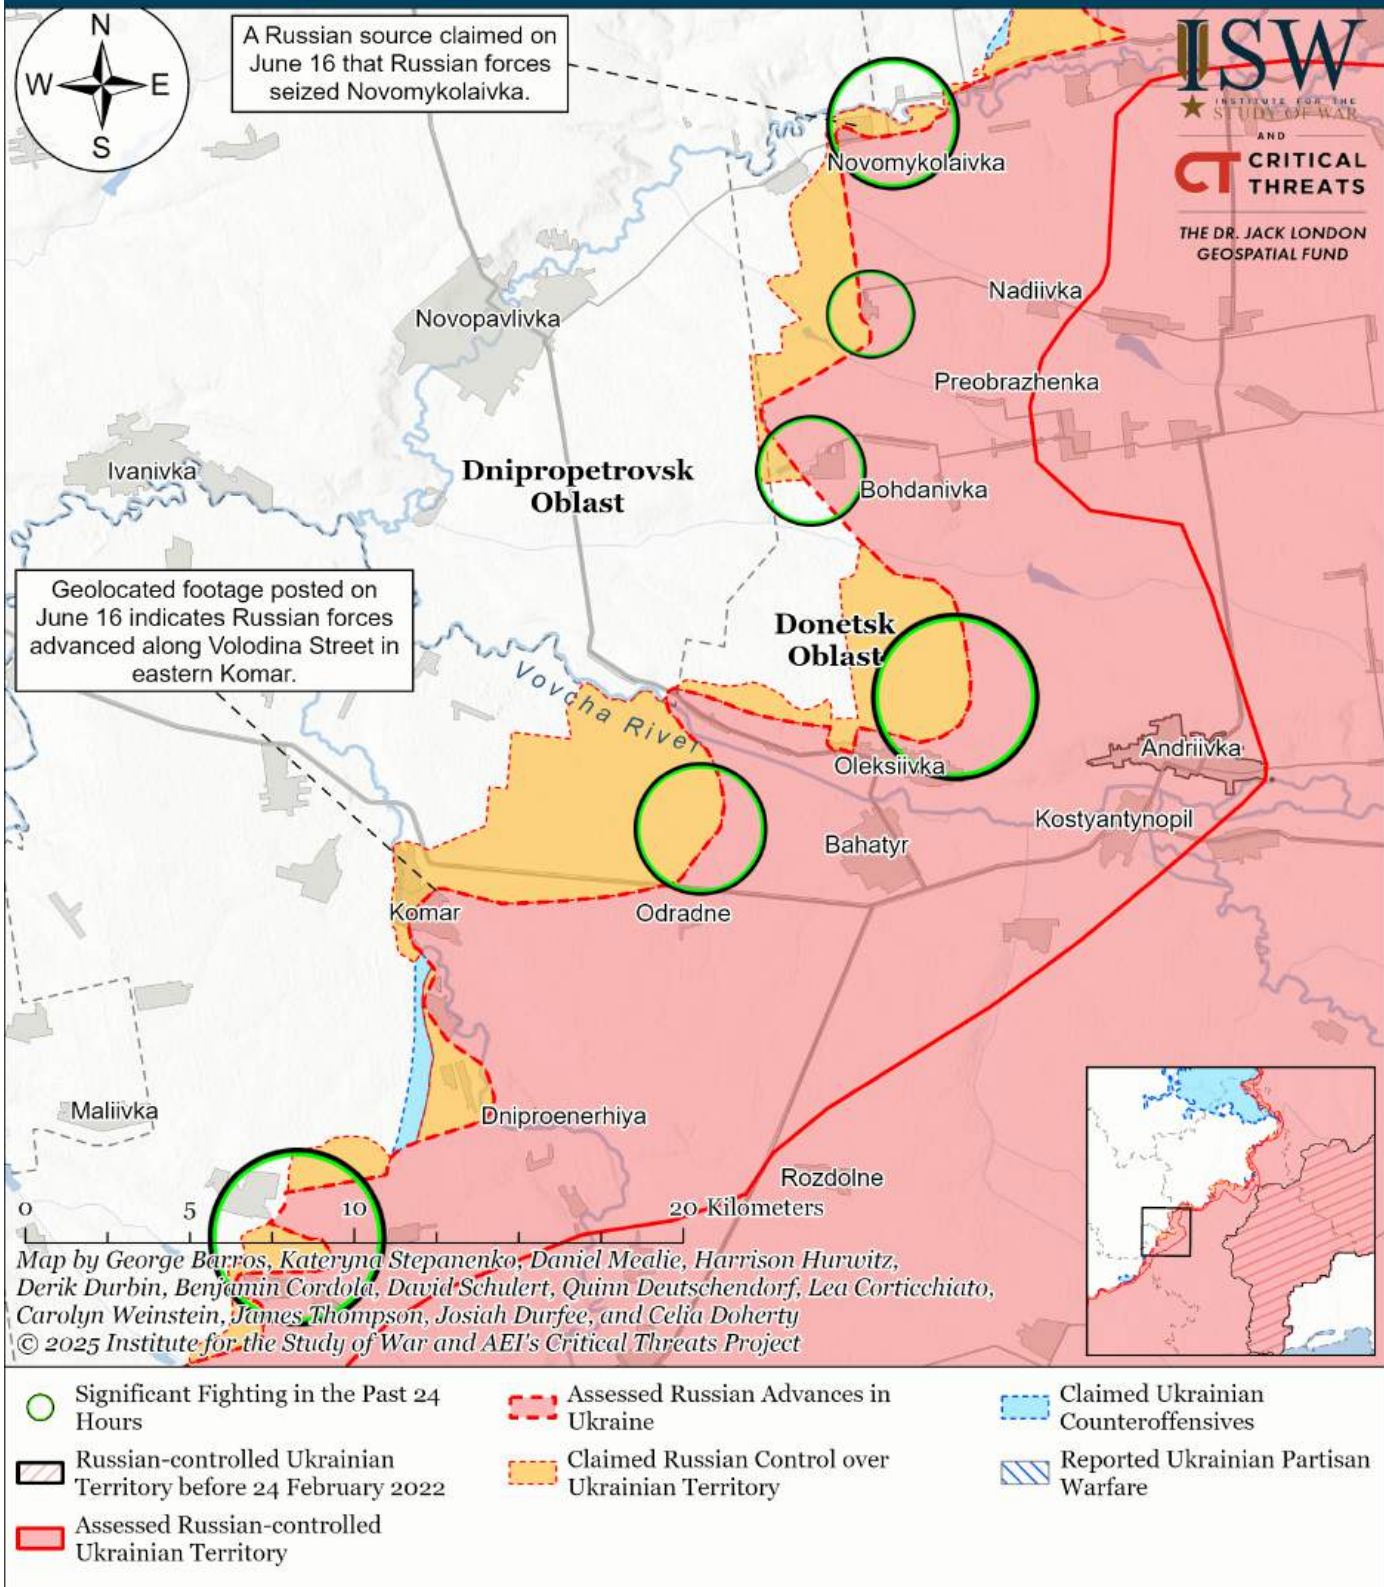 N
W
E
S
A Russian source claimed on
June 16 that Russian forces
seized Novomykolaivka.
ISW
INSTITUTE FOR THE
STUDY OF WAR
AND
CT CRITICAL
THREATS
THE DR. JACK LONDON
GEOSPATIAL FUND
Novomykolaivka
Nadiivka
Novopavlivka
Preobrazhenka
Ivanivka
Dnipropetrovsk
Oblast
Bohdanivka
Geolocated footage posted on
June 16 indicates Russian forces
advanced along Volodina Street in
eastern Komar.
Donetsk
Oblast
Vovcha River
Oleksiivka
Andriivka
Kostyantynopil
Bahatyr
Komar
Odradne
Maliivka
Dniproenerhiya
Rozdolne
0 5 10 20 Kilometers
Map by George Barros, Kateryna Stepanenko, Daniel Mealie, Harrison Hurwitz,
Derik Durbin, Benjamin Cordola, David Schulert, Quinn Deutschendorf, Lea Corticchiato,
Carolyn Weinstein, James Thompson, Josiah Durfee, and Celia Doherty
© 2025 Institute for the Study of War and AEI's Critical Threats Project
Significant Fighting in the Past 24
Hours
Russian-controlled Ukrainian
Territory before 24 February 2022
Assessed Russian-controlled
Ukrainian Territory
Assessed Russian Advances in
Ukraine
Claimed Russian Control over
Ukrainian Territory
Claimed Ukrainian
Counteroffensives
Reported Ukrainian Partisan
Warfare